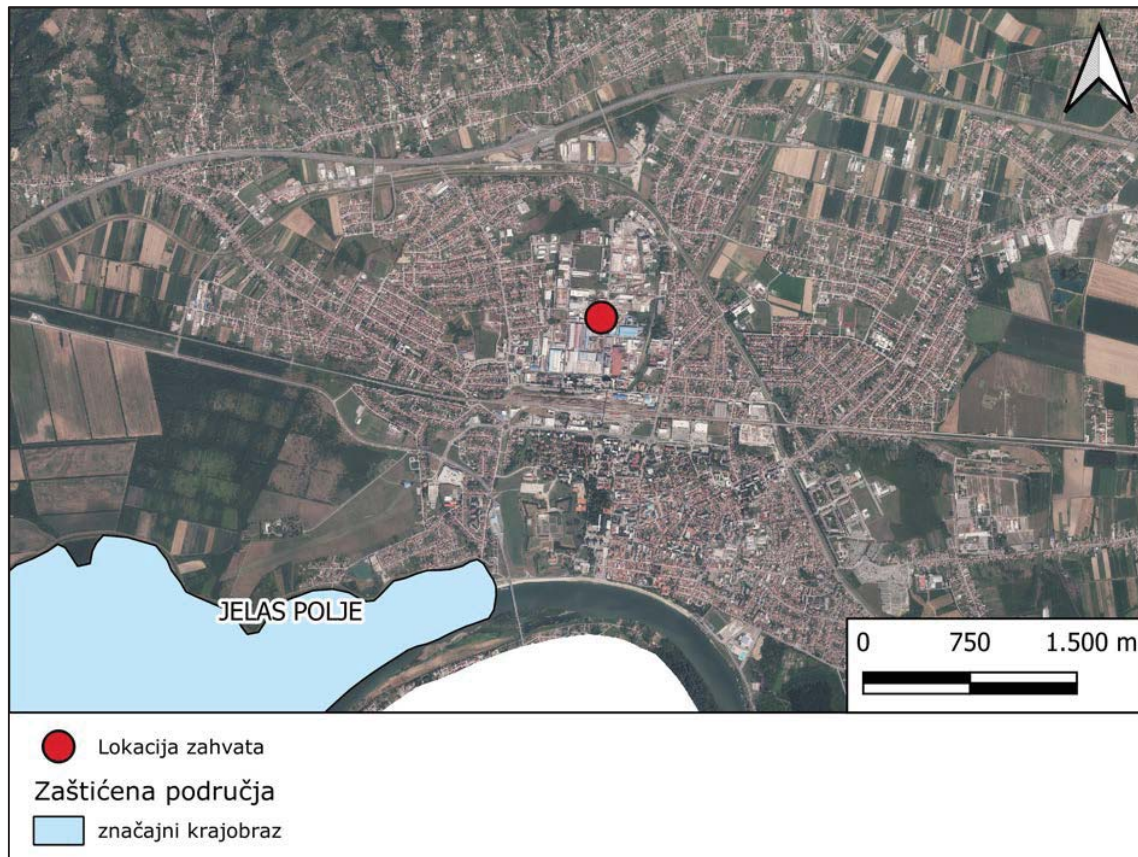 JELAS POLJE
0 750 1.500 m
Lokacija zahvata
Zaštićena područja
značajni krajobraz